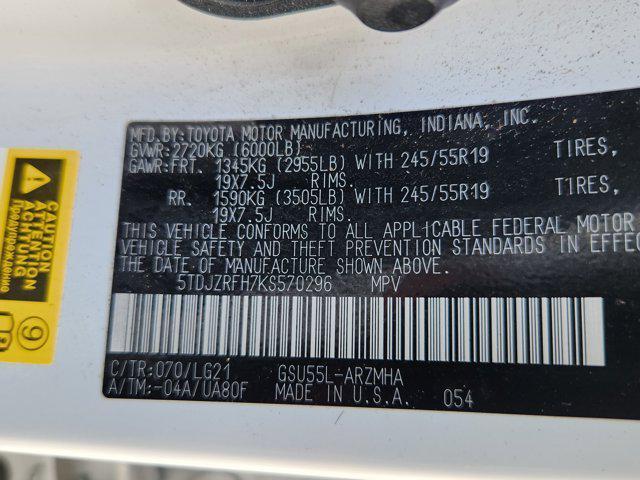 MFD.BY:TOYOTA MOTOR MANUFACTURING, INDIANA, INC.
GVWR:2720KG (6000LB)
GAWR:FRT. 1345KG (2955LB) WITH 245/55R19 TIRES,
19X7.5J RIMS.
RR. 1590KG (3505LB) WITH 245/55R19 TIRES,
19X7.5J RIMS.
THIS VEHICLE CONFORMS TO ALL APPLICABLE FEDERAL MOTOR
VEHICLE SAFETY AND THEFT PREVENTION STANDARDS IN EFFEC
THE DATE OF MANUFACTURE SHOWN ABOVE.
5TDJZRFH7KS570296 MPV
C/TR:070/LG21 GSU55L-ARZMHA
A/TM:-04A/UA80F MADE IN U.S.A. 054
CAUTION
ATTENTION
ACHTUNG
Предупреждение
9